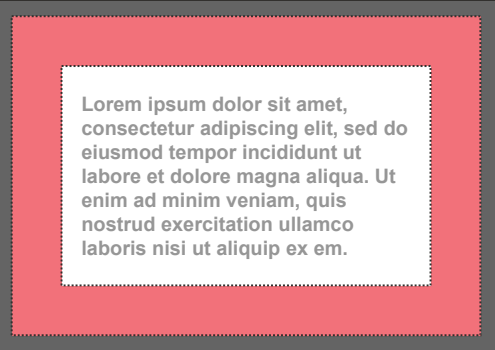 Lorem ipsum dolor sit amet,
consectetur adipiscing elit, sed do
eiusmod tempor incididunt ut
labore et dolore magna aliqua. Ut
enim ad minim veniam, quis
nostrud exercitation ullamco
laboris nisi ut aliquip ex em.